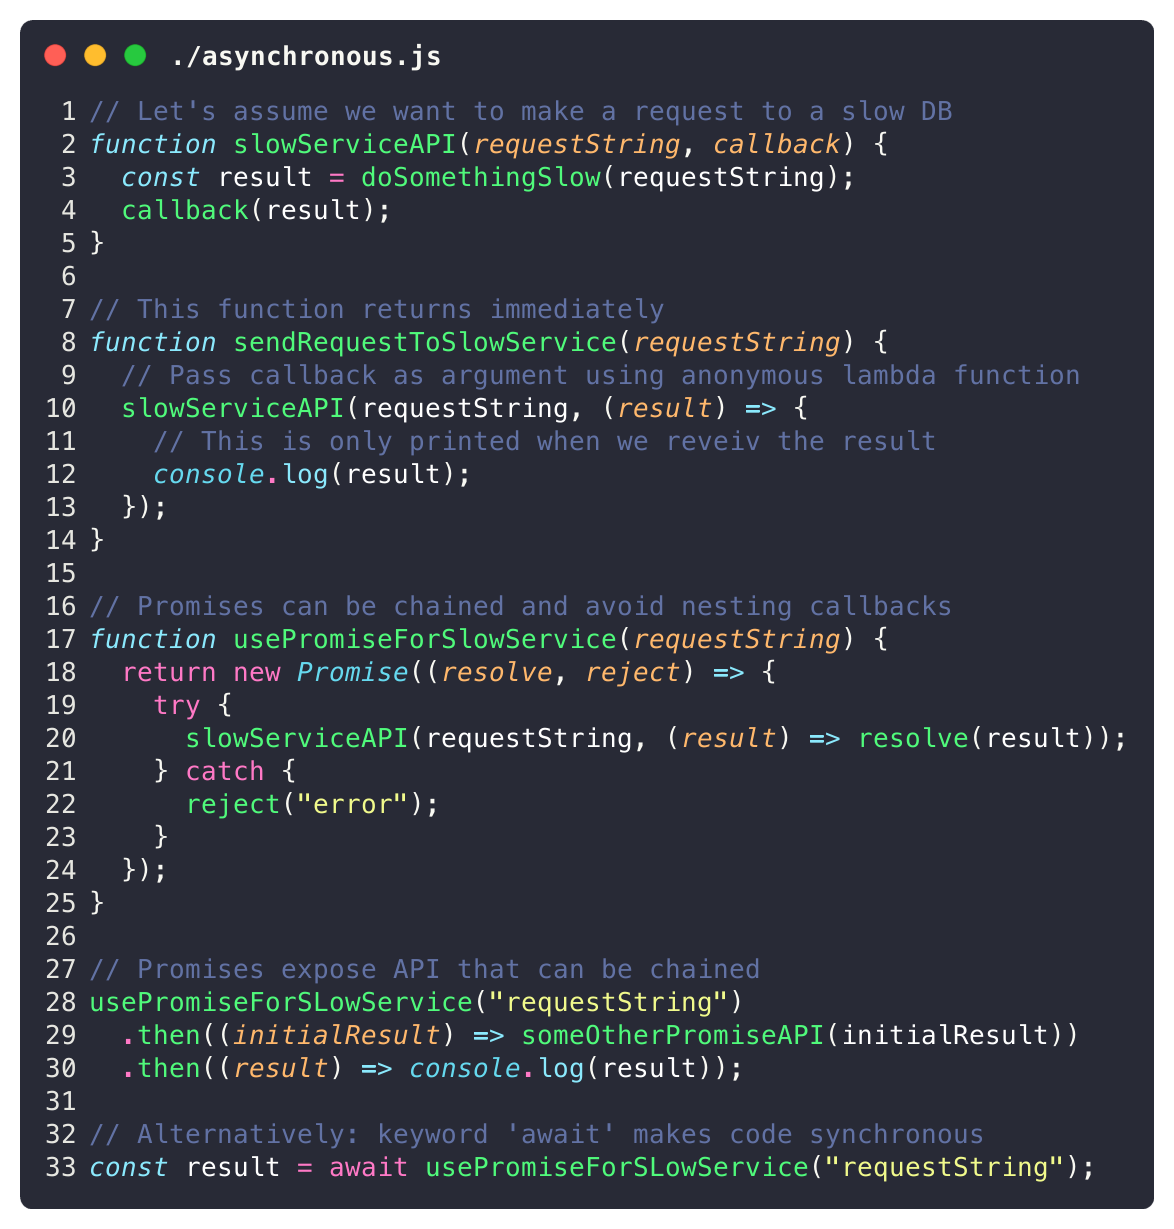 ./asynchronous.js
1 // Let's assume we want to make a request to a slow DB
2 function slowServiceAPI(requestString, callback) {
3   const result = doSomethingSlow(requestString);
4   callback(result);
5 }
6
7 // This function returns immediately
8 function sendRequestToSlowService(requestString) {
9   // Pass callback as argument using anonymous lambda function
10   slowServiceAPI(requestString, (result) => {
11     // This is only printed when we reveiv the result
12     console.log(result);
13   });
14 }
15
16 // Promises can be chained and avoid nesting callbacks
17 function usePromiseForSlowService(requestString) {
18   return new Promise((resolve, reject) => {
19     try {
20       slowServiceAPI(requestString, (result) => resolve(result));
21     } catch {
22       reject("error");
23     }
24   });
25 }
26
27 // Promises expose API that can be chained
28 usePromiseForSLowService("requestString")
29   .then((initialResult) => someOtherPromiseAPI(initialResult))
30   .then((result) => console.log(result));
31
32 // Alternatively: keyword 'await' makes code synchronous
33 const result = await usePromiseForSLowService("requestString");